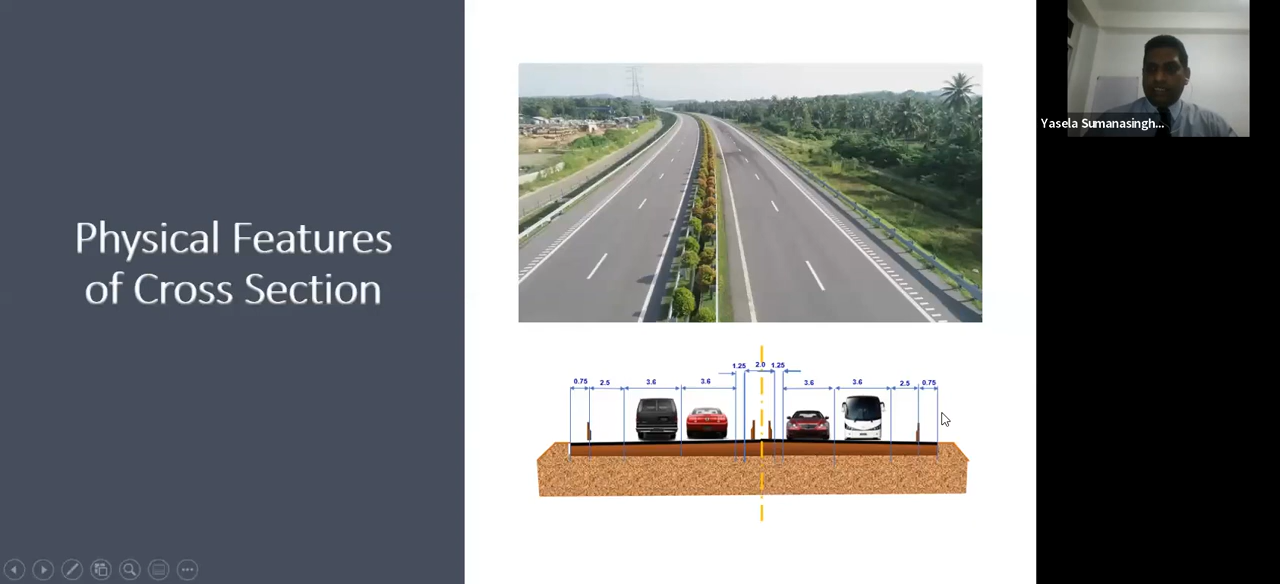 Physical Features
of Cross Section
Yasela Sumanasingh...
1.25 2.0 1.25
0.75 2.5 3.6 3.6 3.6 3.6 2.5 0.75